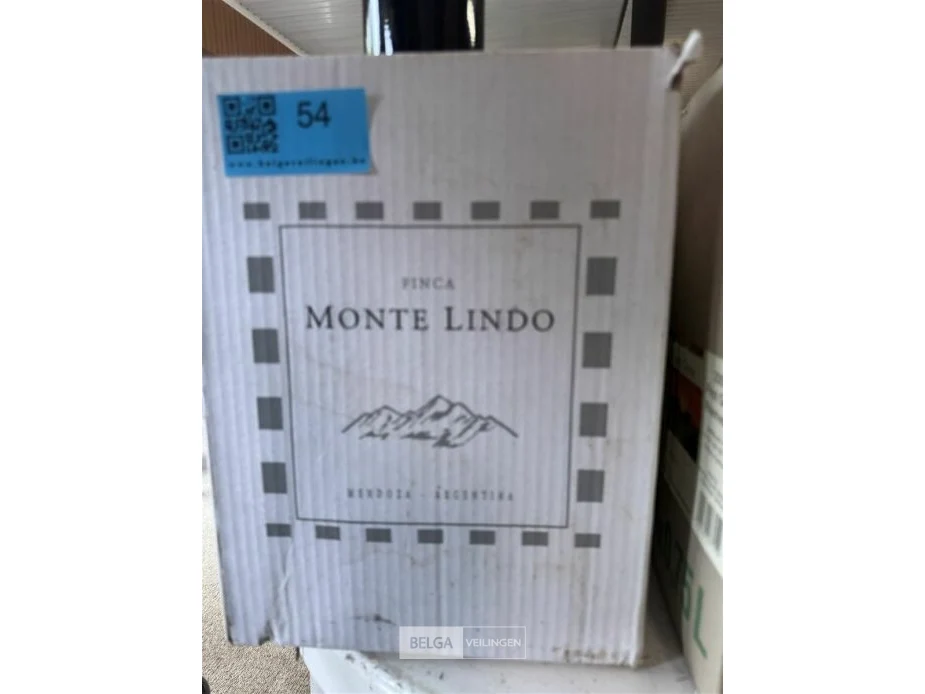 54
www.belgaveilingen.be
FINCA
MONTE LINDO
MENDOZA - ARGENTINA
BELGA VEILINGEN